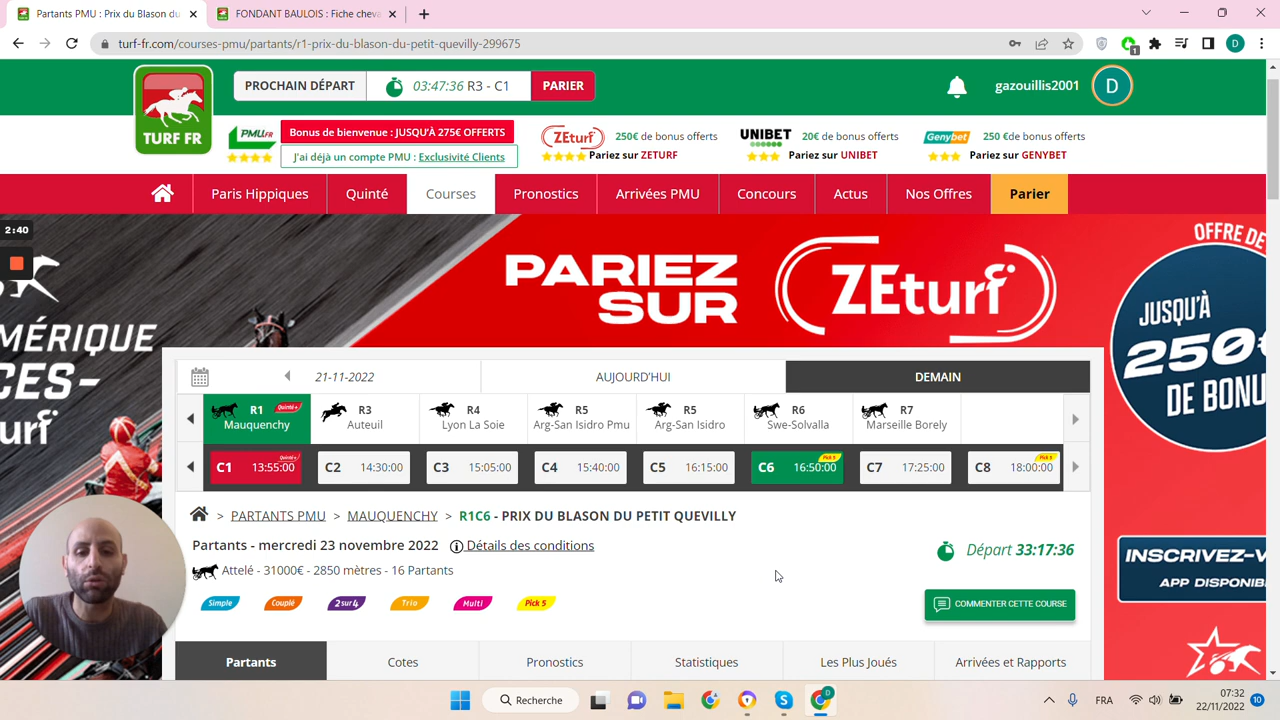 Partants PMU : Prix du Blason du
FONDANT BAULOIS : Fiche cheva
turf-fr.com/courses-pmu/partants/r1-prix-du-blason-du-petit-quevilly-299675
1
D
TURF FR
PROCHAIN DÉPART
03:47:36 R3 - C1
PARIER
gazouillis2001
D
PMU.FR
Bonus de bienvenue : JUSQU'À 275€ OFFERTS
J'ai déjà un compte PMU : Exclusivité Clients
ZEturf
250€ de bonus offerts
Pariez sur ZETURF
UNIBET
20€ de bonus offerts
Pariez sur UNIBET
Genybet
250 €de bonus offerts
Pariez sur GENYBET
Paris Hippiques
Quinté
Courses
Pronostics
Arrivées PMU
Concours
Actus
Nos Offres
Parier
2:40
MÉRIQUE
CES-
urf
PARIEZ
SUR
ZEturf
OFFRE DE
JUSQU'À
250€
DE BONU
INSCRIVEZ-V
APP DISPONIB
21-11-2022
AUJOURD'HUI
DEMAIN
R1 Quinté+
Mauquenchy
R3
Auteuil
R4
Lyon La Soie
R5
Arg-San Isidro Pmu
R5
Arg-San Isidro
R6
Swe-Solvalla
R7
Marseille Borely
C1 13:55:00 Quinté+
C2 14:30:00
C3 15:05:00
C4 15:40:00
C5 16:15:00
C6 16:50:00 Pick 5
C7 17:25:00
C8 18:00:00 Pick 5
> PARTANTS PMU > MAUQUENCHY > R1C6 - PRIX DU BLASON DU PETIT QUEVILLY
Partants - mercredi 23 novembre 2022
Détails des conditions
Attelé - 31000€ - 2850 mètres - 16 Partants
Départ 33:17:36
Simple
Couplé
2 sur 4
Trio
Multi
Pick 5
COMMENTER CETTE COURSE
Partants
Cotes
Pronostics
Statistiques
Les Plus Joués
Arrivées et Rapports
Recherche
D
FRA
07:32
22/11/2022
10